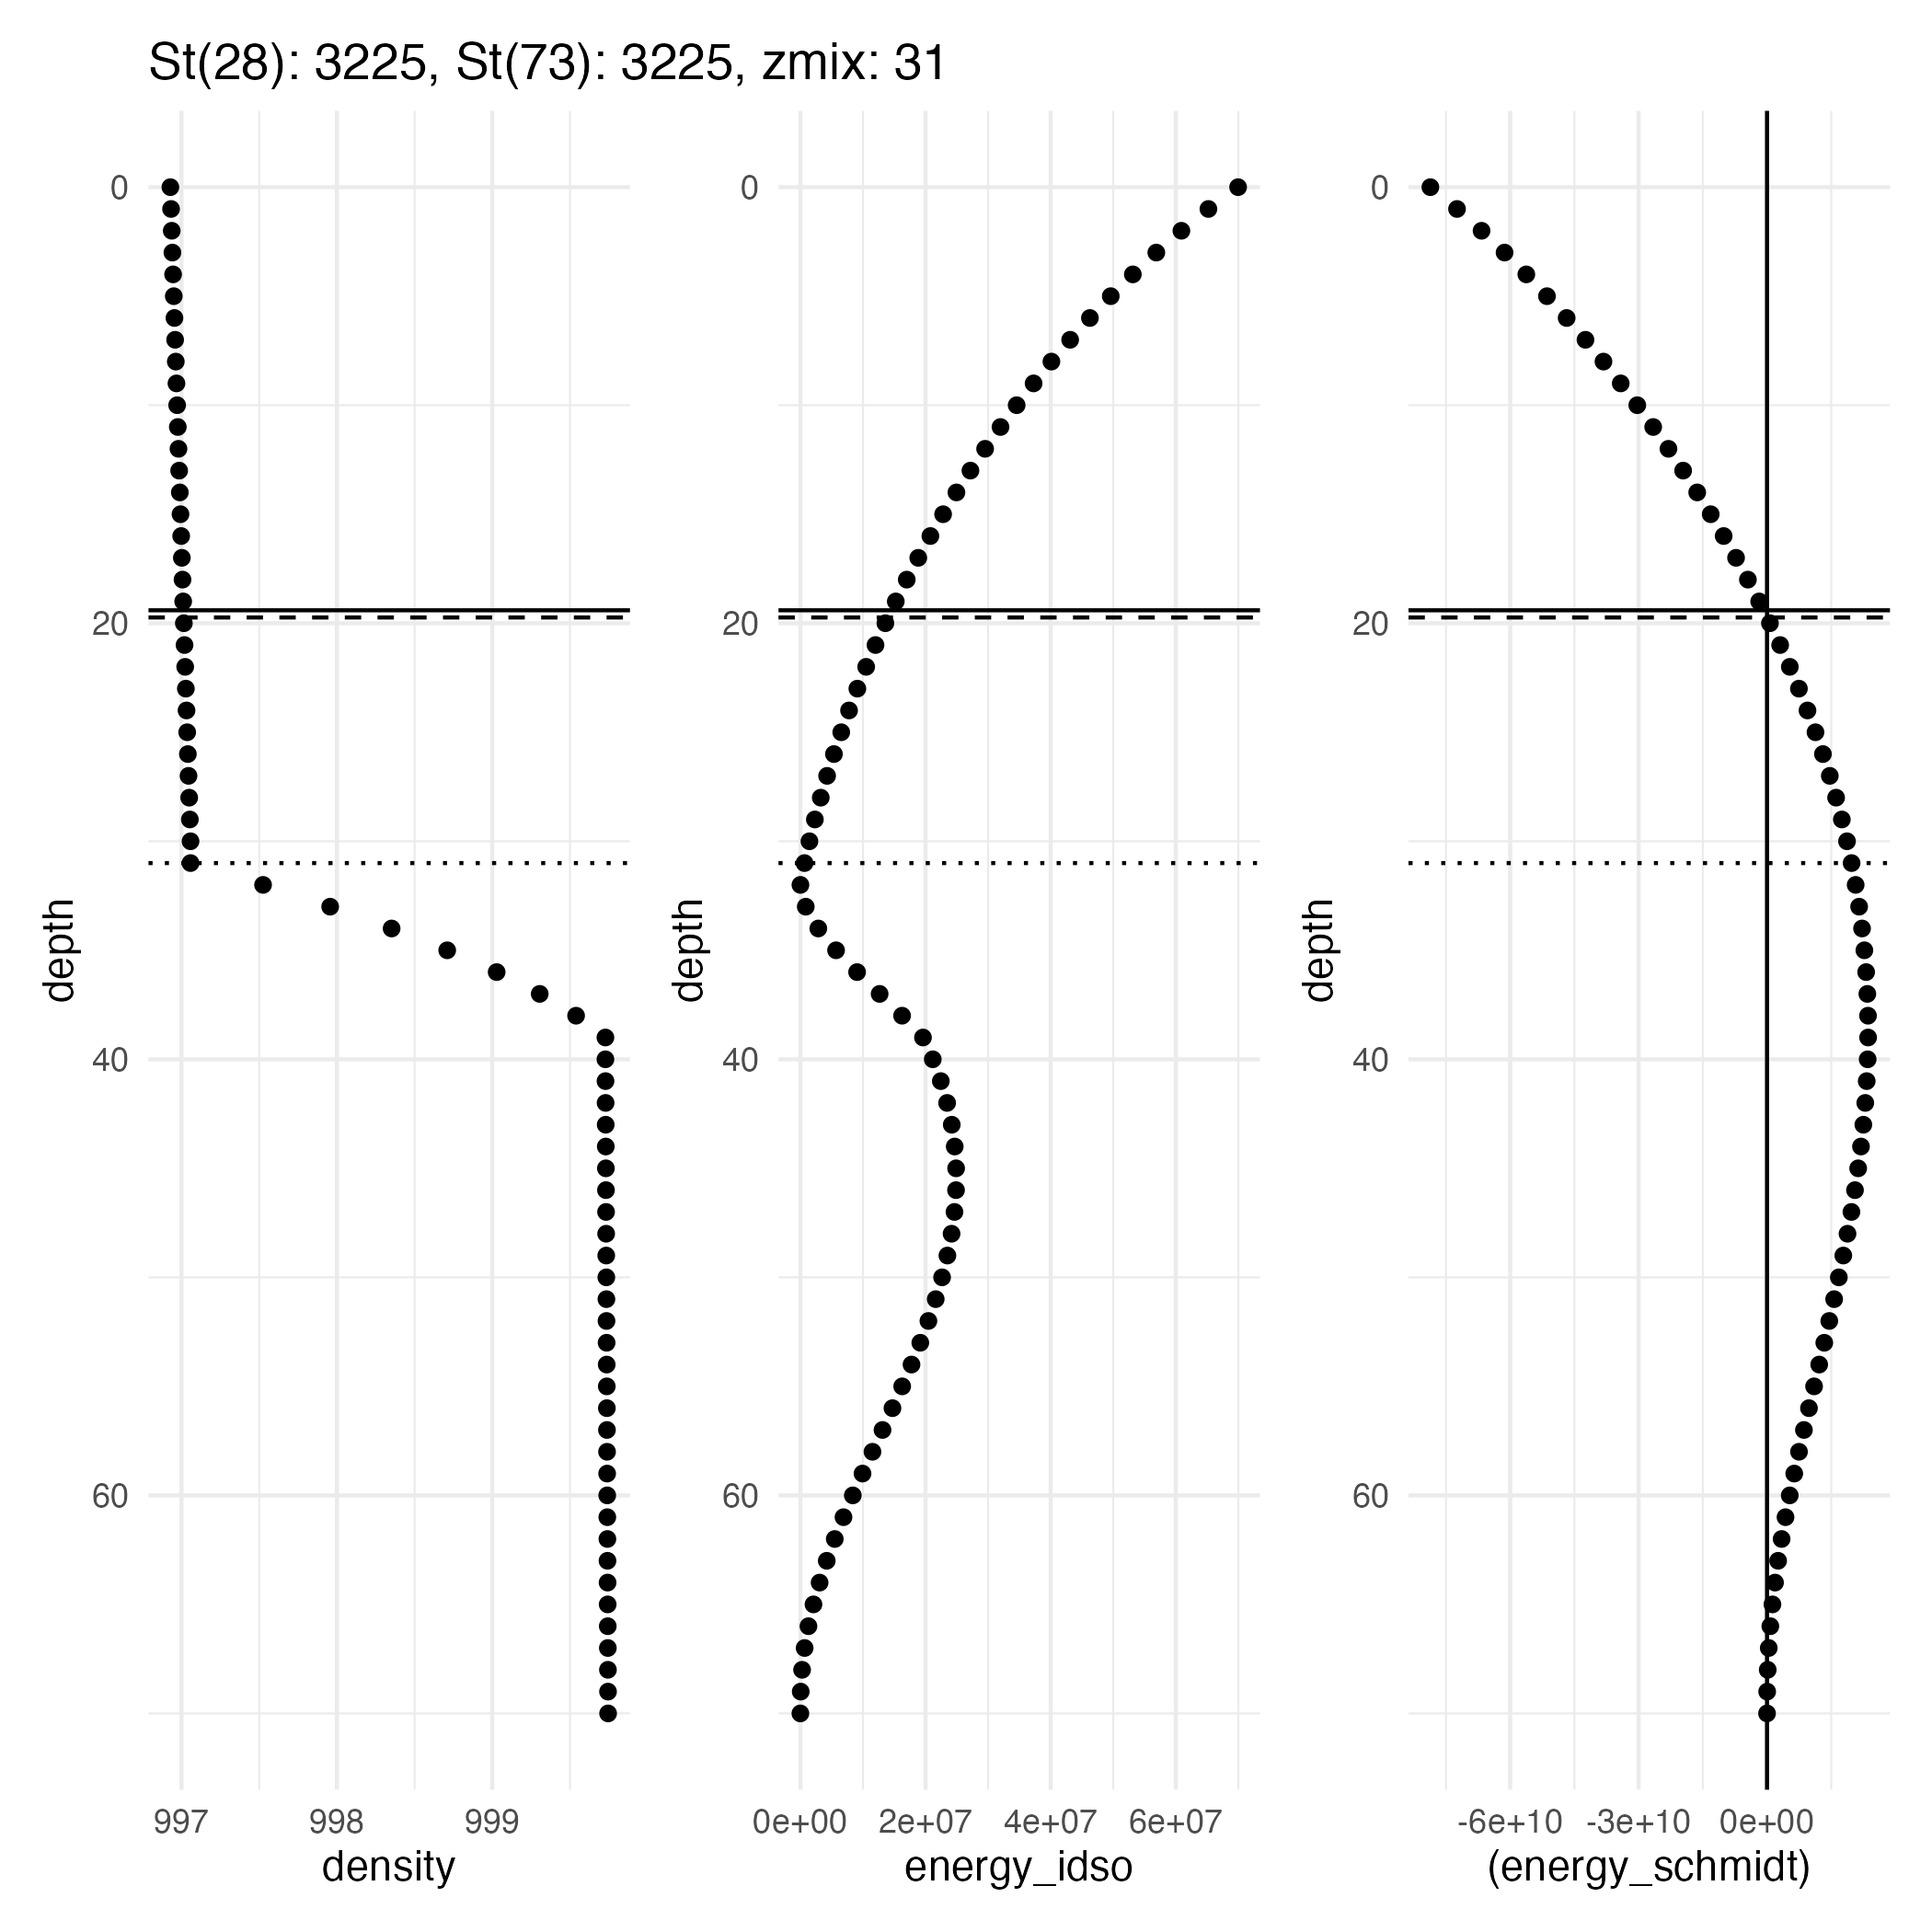 St(28): 3225, St(73): 3225, zmix: 31
0
20
40
60
depth
997 998 999
density
0
20
40
60
depth
0e+00 2e+07 4e+07 6e+07
energy_idso
0
20
40
60
depth
-6e+10 -3e+10 0e+00
(energy_schmidt)